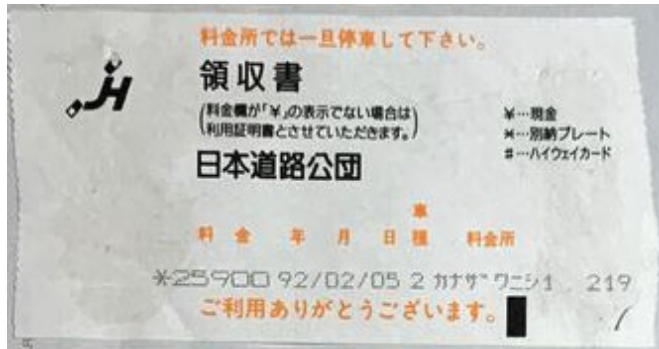 料金所では一旦停車して下さい。
JH
領収書
(料金欄が「¥」の表示でない場合は
利用証明書とさせていただきます。)
¥…現金
⋊…別納プレート
#…ハイウェイカード
日本道路公団
料金 年 月 日 車種 料金所
25900 92/02/05 2 カナザワニシ1 219
ご利用ありがとうございます。